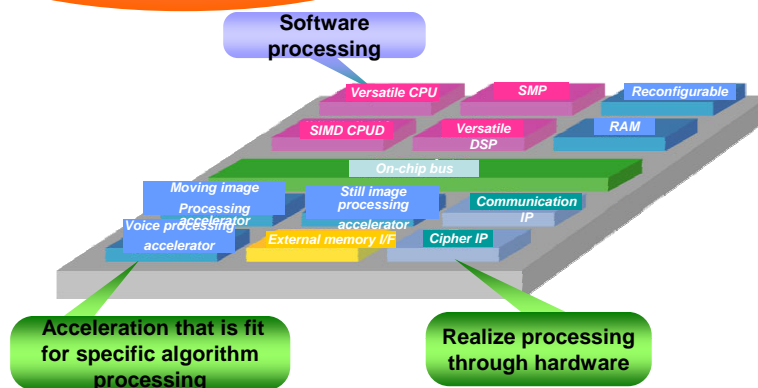 Software
processing
Versatile CPU
SMP
Reconfigurable
SIMD CPUD
Versatile
DSP
RAM
On-chip bus
Moving image
Processing
accelerator
Still image
processing
accelerator
Communication
IP
Voice processing
accelerator
External memory I/F
Cipher IP
Acceleration that is fit
for specific algorithm
processing
Realize processing
through hardware